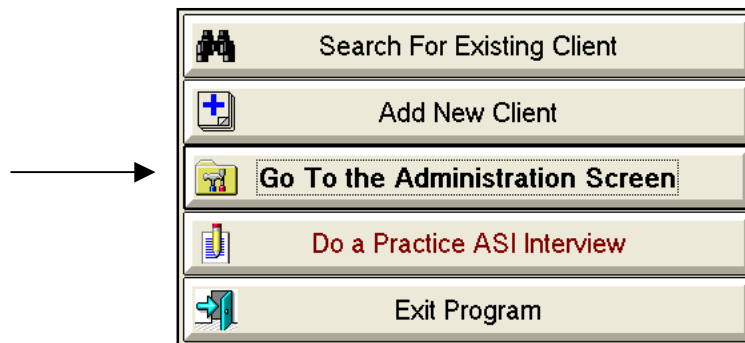 Search For Existing Client
Add New Client
Go To the Administration Screen
Do a Practice ASI Interview
Exit Program